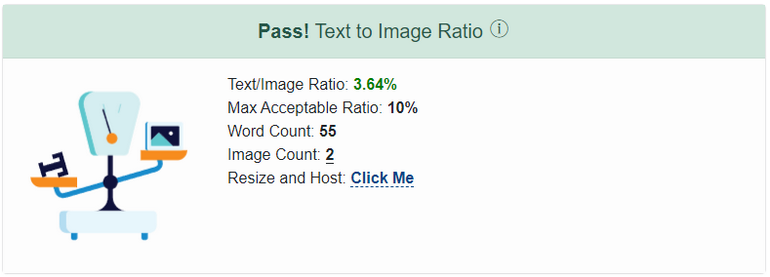 Pass! Text to Image Ratio ⓘ
Text/Image Ratio: 3.64%
Max Acceptable Ratio: 10%
Word Count: 55
Image Count: 2
Resize and Host: Click Me